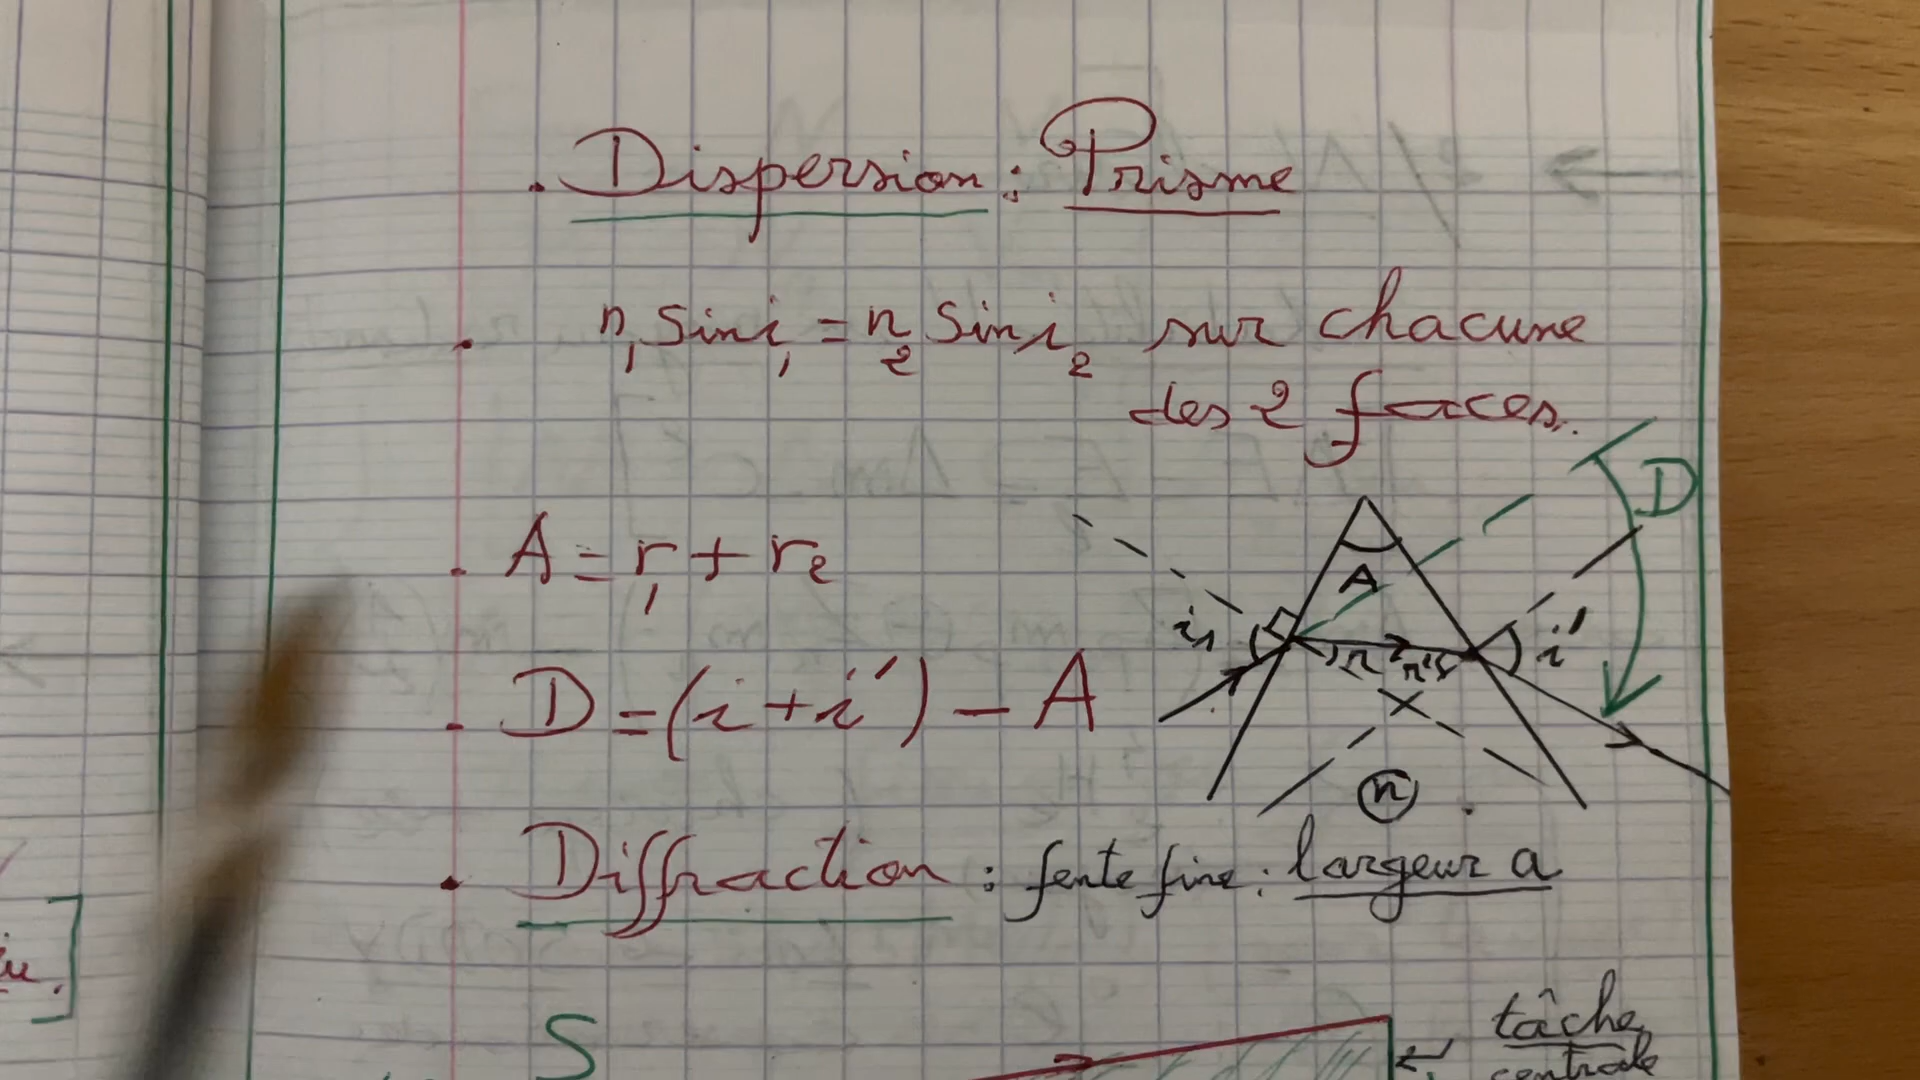 . Dispersion : Prisme
. n₁ sin i₁ = n₂ sin i₂ sur chacune
des 2 faces.
. A = r₁ + r₂
. D = (i + i') - A
D
A
i₁
r
r'
i'
n
. Diffraction : fente fine : largeur a
S
tâche
centrale